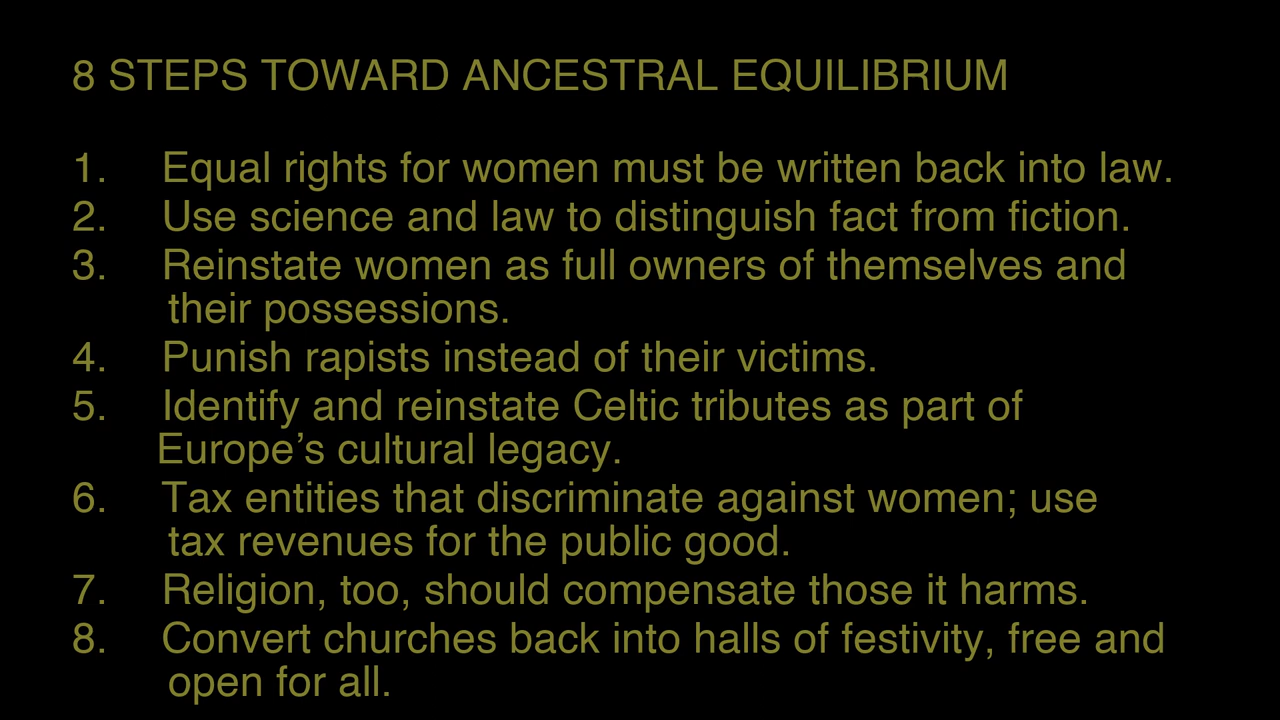 8 STEPS TOWARD ANCESTRAL EQUILIBRIUM
1. Equal rights for women must be written back into law.
2. Use science and law to distinguish fact from fiction.
3. Reinstate women as full owners of themselves and
their possessions.
4. Punish rapists instead of their victims.
5. Identify and reinstate Celtic tributes as part of
Europe’s cultural legacy.
6. Tax entities that discriminate against women; use
tax revenues for the public good.
7. Religion, too, should compensate those it harms.
8. Convert churches back into halls of festivity, free and
open for all.